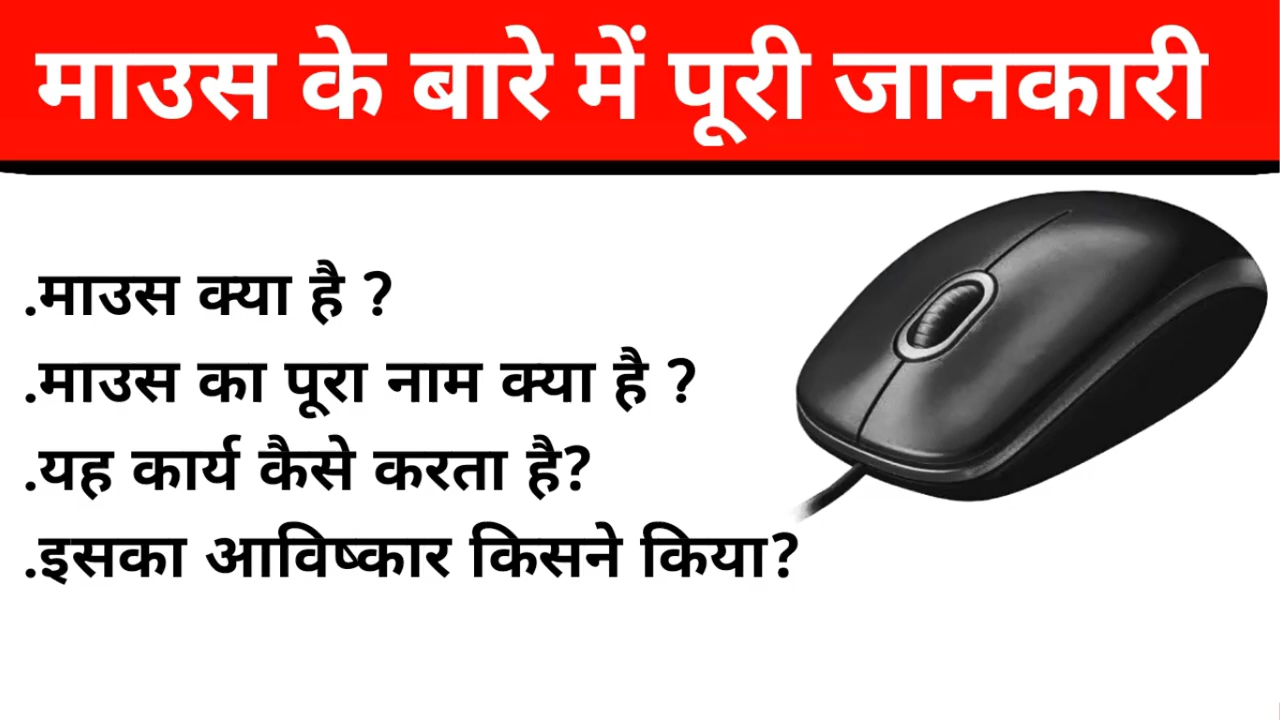 माउस के बारे में पूरी जानकारी
.माउस क्या है ?
.माउस का पूरा नाम क्या है ?
.यह कार्य कैसे करता है?
.इसका आविष्कार किसने किया?